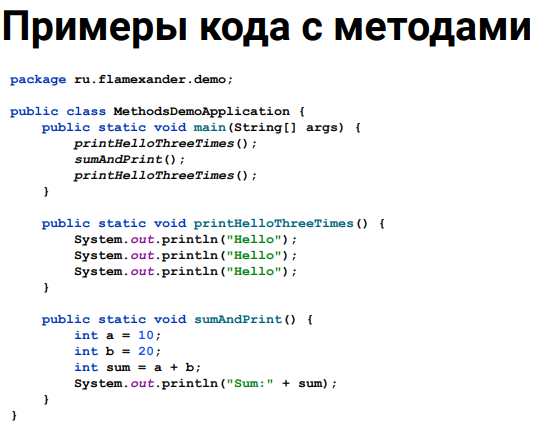 Примеры кода с методами
package ru.flamexander.demo;
public class MethodsDemoApplication {
    public static void main(String[] args) {
        printHelloThreeTimes();
        sumAndPrint();
        printHelloThreeTimes();
    }
    public static void printHelloThreeTimes() {
        System.out.println("Hello");
        System.out.println("Hello");
        System.out.println("Hello");
    }
    public static void sumAndPrint() {
        int a = 10;
        int b = 20;
        int sum = a + b;
        System.out.println("Sum:" + sum);
    }
}